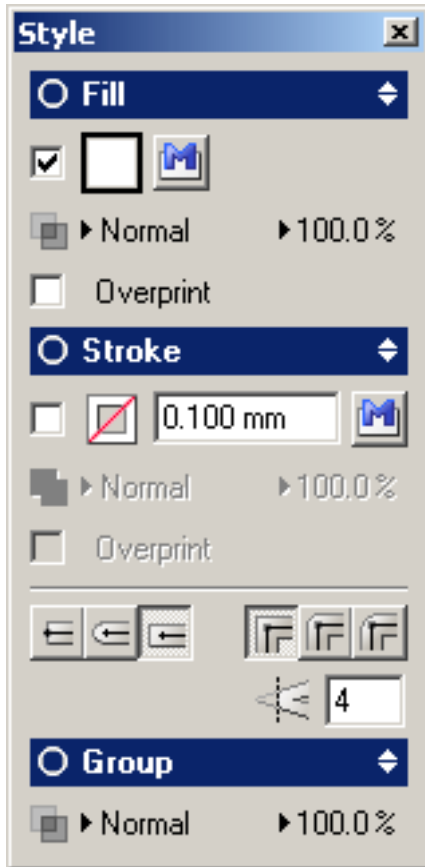 Style
Fill
M
Normal 100.0%
Overprint
Stroke
0.100 mm M
Normal 100.0%
Overprint
4
Group
Normal 100.0%